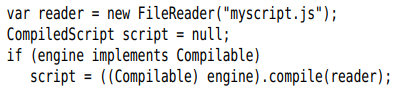 var reader = new FileReader("myscript.js");
CompiledScript script = null;
if (engine implements Compilable)
script = ((Compilable) engine).compile(reader);